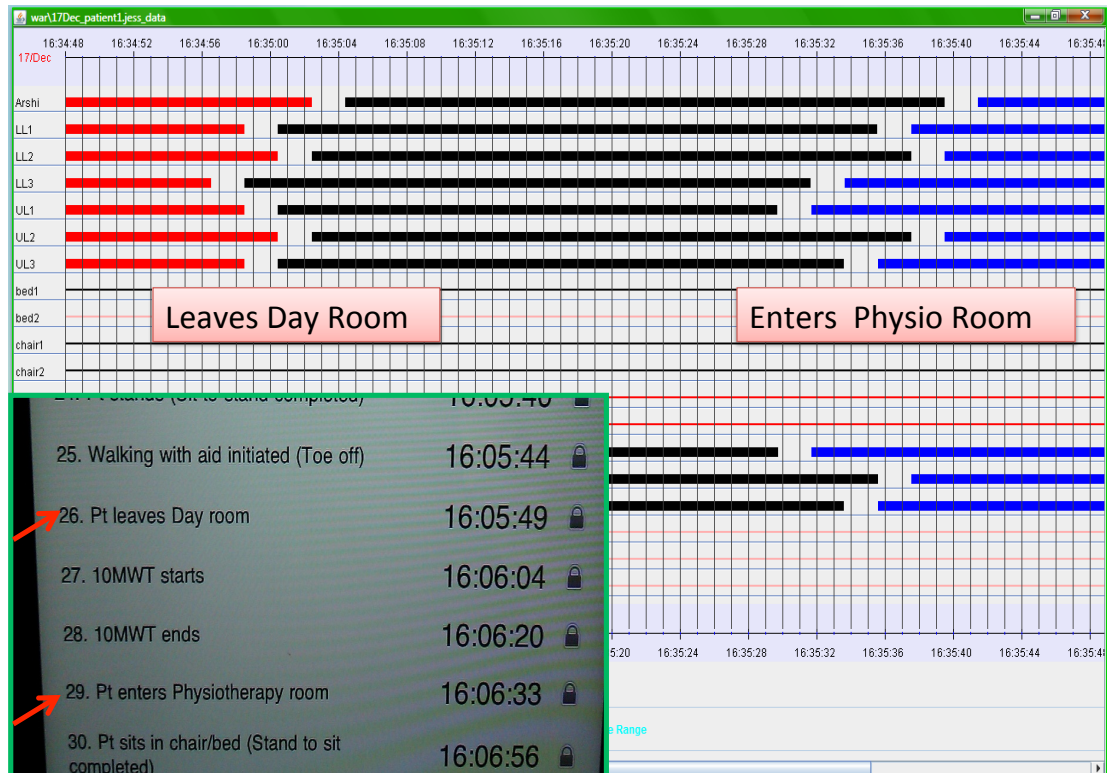 war\17Dec_patient1.jess_data
16:34:48 16:34:52 16:34:56 16:35:00 16:35:04 16:35:08 16:35:12 16:35:16 16:35:20 16:35:24 16:35:28 16:35:32 16:35:36 16:35:40 16:35:44
17/Dec
Arshi
LL1
LL2
LL3
UL1
UL2
UL3
bed1
bed2
chair1
chair2
Leaves Day Room
Enters Physio Room
25. Walking with aid initiated (Toe off) 16:05:44
26. Pt leaves Day room 16:05:49
27. 10MWT starts 16:06:04
28. 10MWT ends 16:06:20
29. Pt enters Physiotherapy room 16:06:33
30. Pt sits in chair/bed (Stand to sit
completed) 16:06:56
5:20 16:35:24 16:35:28 16:35:32 16:35:36 16:35:40 16:35:44
Range